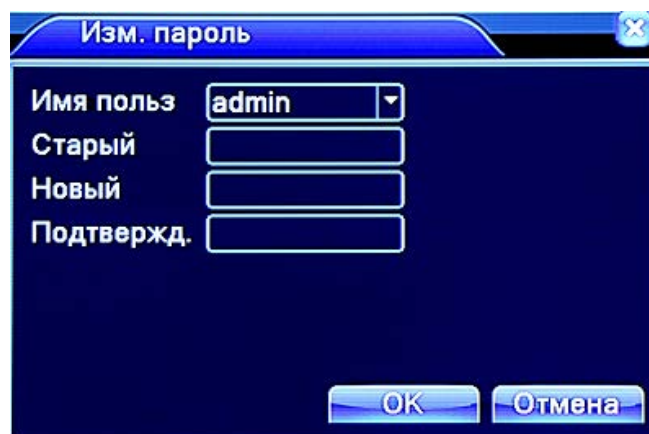 Изм. пароль
Имя польз admin
Старый
Новый
Подтвержд.
OK Отмена